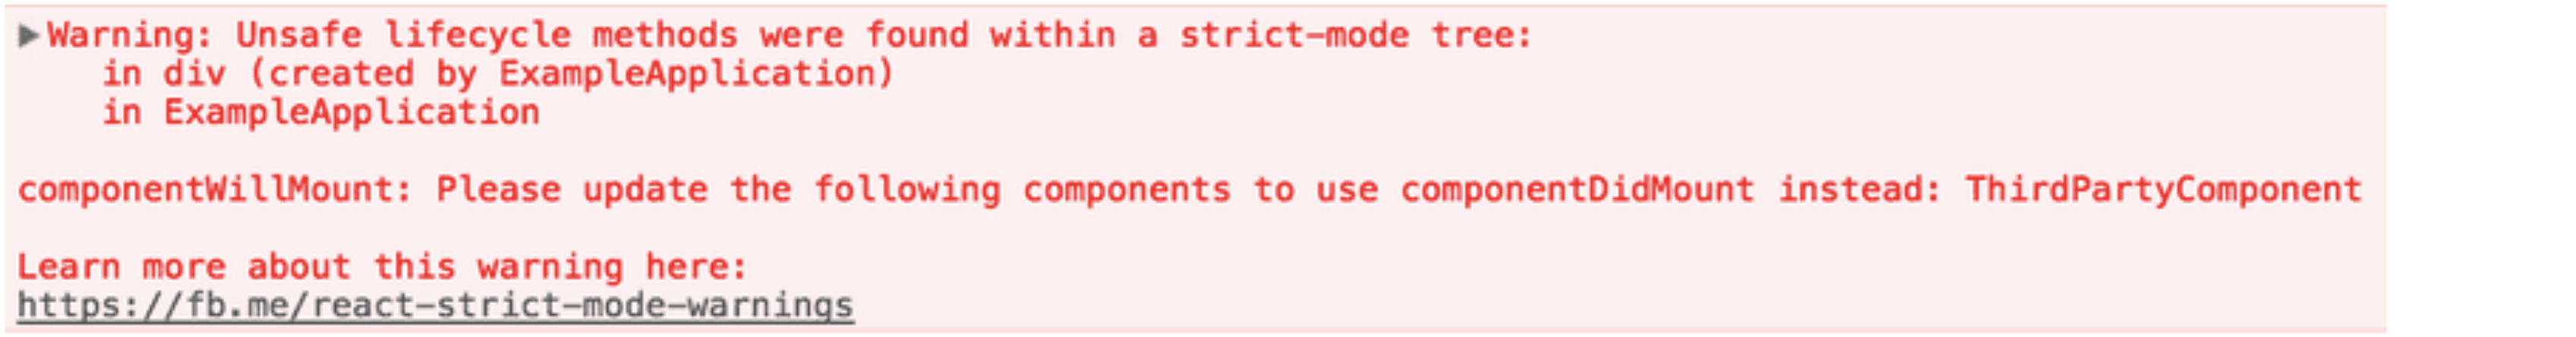 Warning: Unsafe lifecycle methods were found within a strict-mode tree:
    in div (created by ExampleApplication)
    in ExampleApplication

componentWillMount: Please update the following components to use componentDidMount instead: ThirdPartyComponent

Learn more about this warning here:
https://fb.me/react-strict-mode-warnings